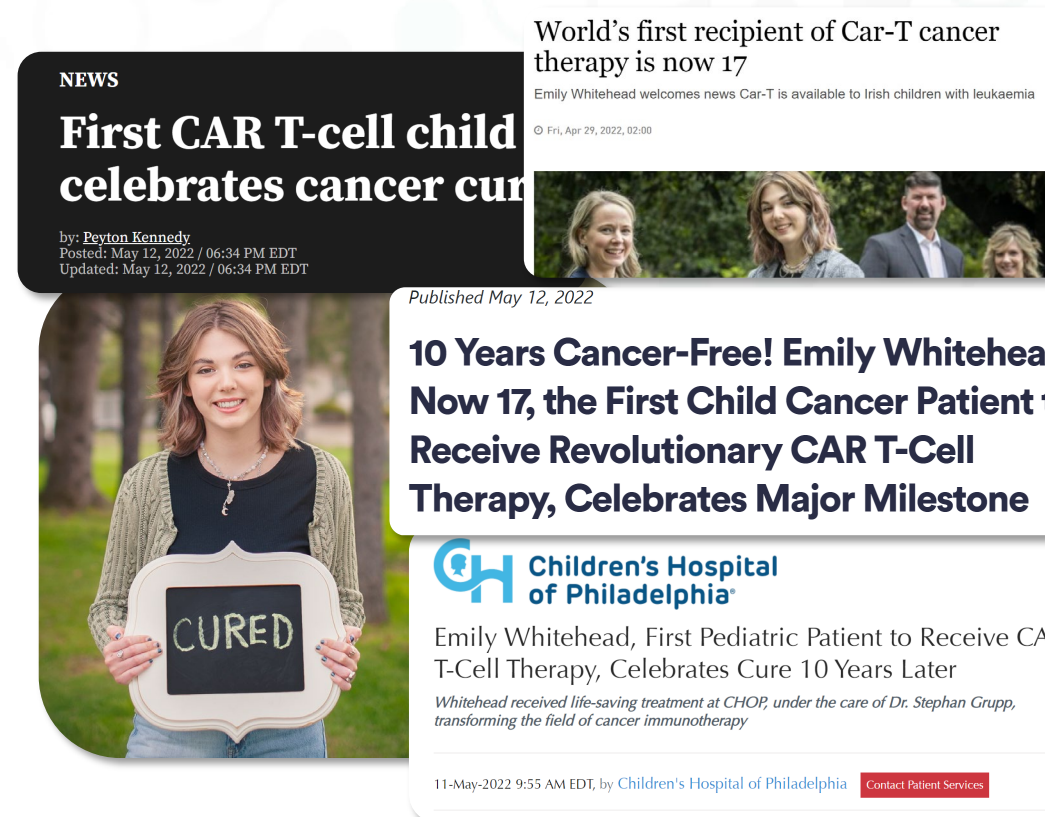 NEWS
First CAR T-cell child
celebrates cancer cur
by: Peyton Kennedy
Posted: May 12, 2022 / 06:34 PM EDT
Updated: May 12, 2022 / 06:34 PM EDT
World's first recipient of Car-T cancer
therapy is now 17
Emily Whitehead welcomes news Car-T is available to Irish children with leukaemia
Fri, Apr 29, 2022, 02:00
CURED
Published May 12, 2022
10 Years Cancer-Free! Emily Whitehea
Now 17, the First Child Cancer Patient t
Receive Revolutionary CAR T-Cell
Therapy, Celebrates Major Milestone
CH
Children's Hospital
of Philadelphia®
Emily Whitehead, First Pediatric Patient to Receive CA
T-Cell Therapy, Celebrates Cure 10 Years Later
Whitehead received life-saving treatment at CHOP, under the care of Dr. Stephan Grupp,
transforming the field of cancer immunotherapy
11-May-2022 9:55 AM EDT, by Children's Hospital of Philadelphia Contact Patient Services